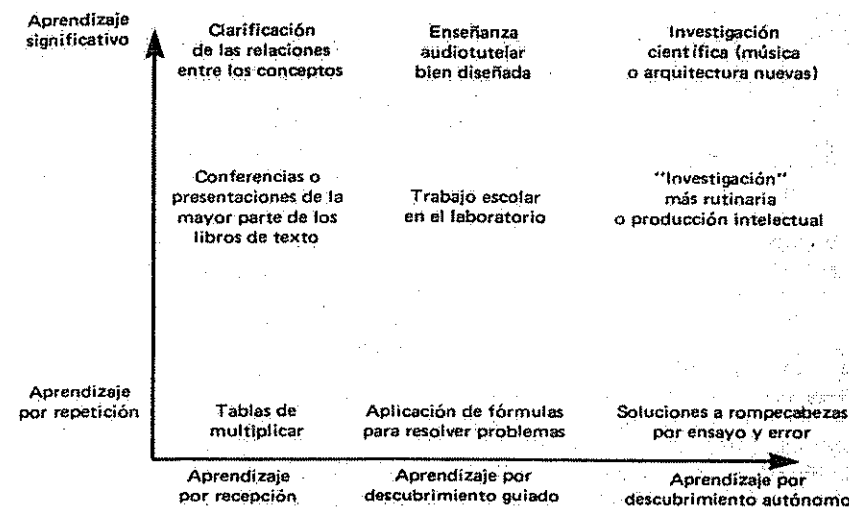 Aprendizaje
significativo
Clarificación
de las relaciones
entre los conceptos
Enseñanza
audiotutelar
bien diseñada
Investigación
científica (música
o arquitectura nuevas)
Conferencias o
presentaciones de la
mayor parte de los
libros de texto
Trabajo escolar
en el laboratorio
"Investigación"
más rutinaria
o producción intelectual
Aprendizaje
por repetición
Tablas de
multiplicar
Aplicación de fórmulas
para resolver problemas
Soluciones a rompecabezas
por ensayo y error
Aprendizaje
por recepción
Aprendizaje por
descubrimiento guiado
Aprendizaje por
descubrimiento autónomo